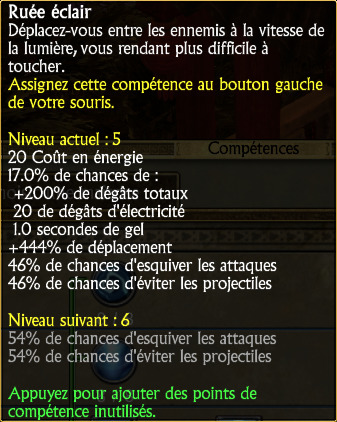 Ruée éclair
Déplacez-vous entre les ennemis à la vitesse de
la lumière, vous rendant plus difficile à
toucher.
Assignez cette compétence au bouton gauche
de votre souris.
Niveau actuel : 5
Compétences
20 Coût en énergie
17.0% de chances de :
+200% de dégâts totaux
20 de dégâts d'électricité
1.0 secondes de gel
+444% de déplacement
46% de chances d'esquiver les attaques
46% de chances d'éviter les projectiles
Niveau suivant : 6
54% de chances d'esquiver les attaques
54% de chances d'éviter les projectiles
Appuyez pour ajouter des points de
compétence inutilisés.